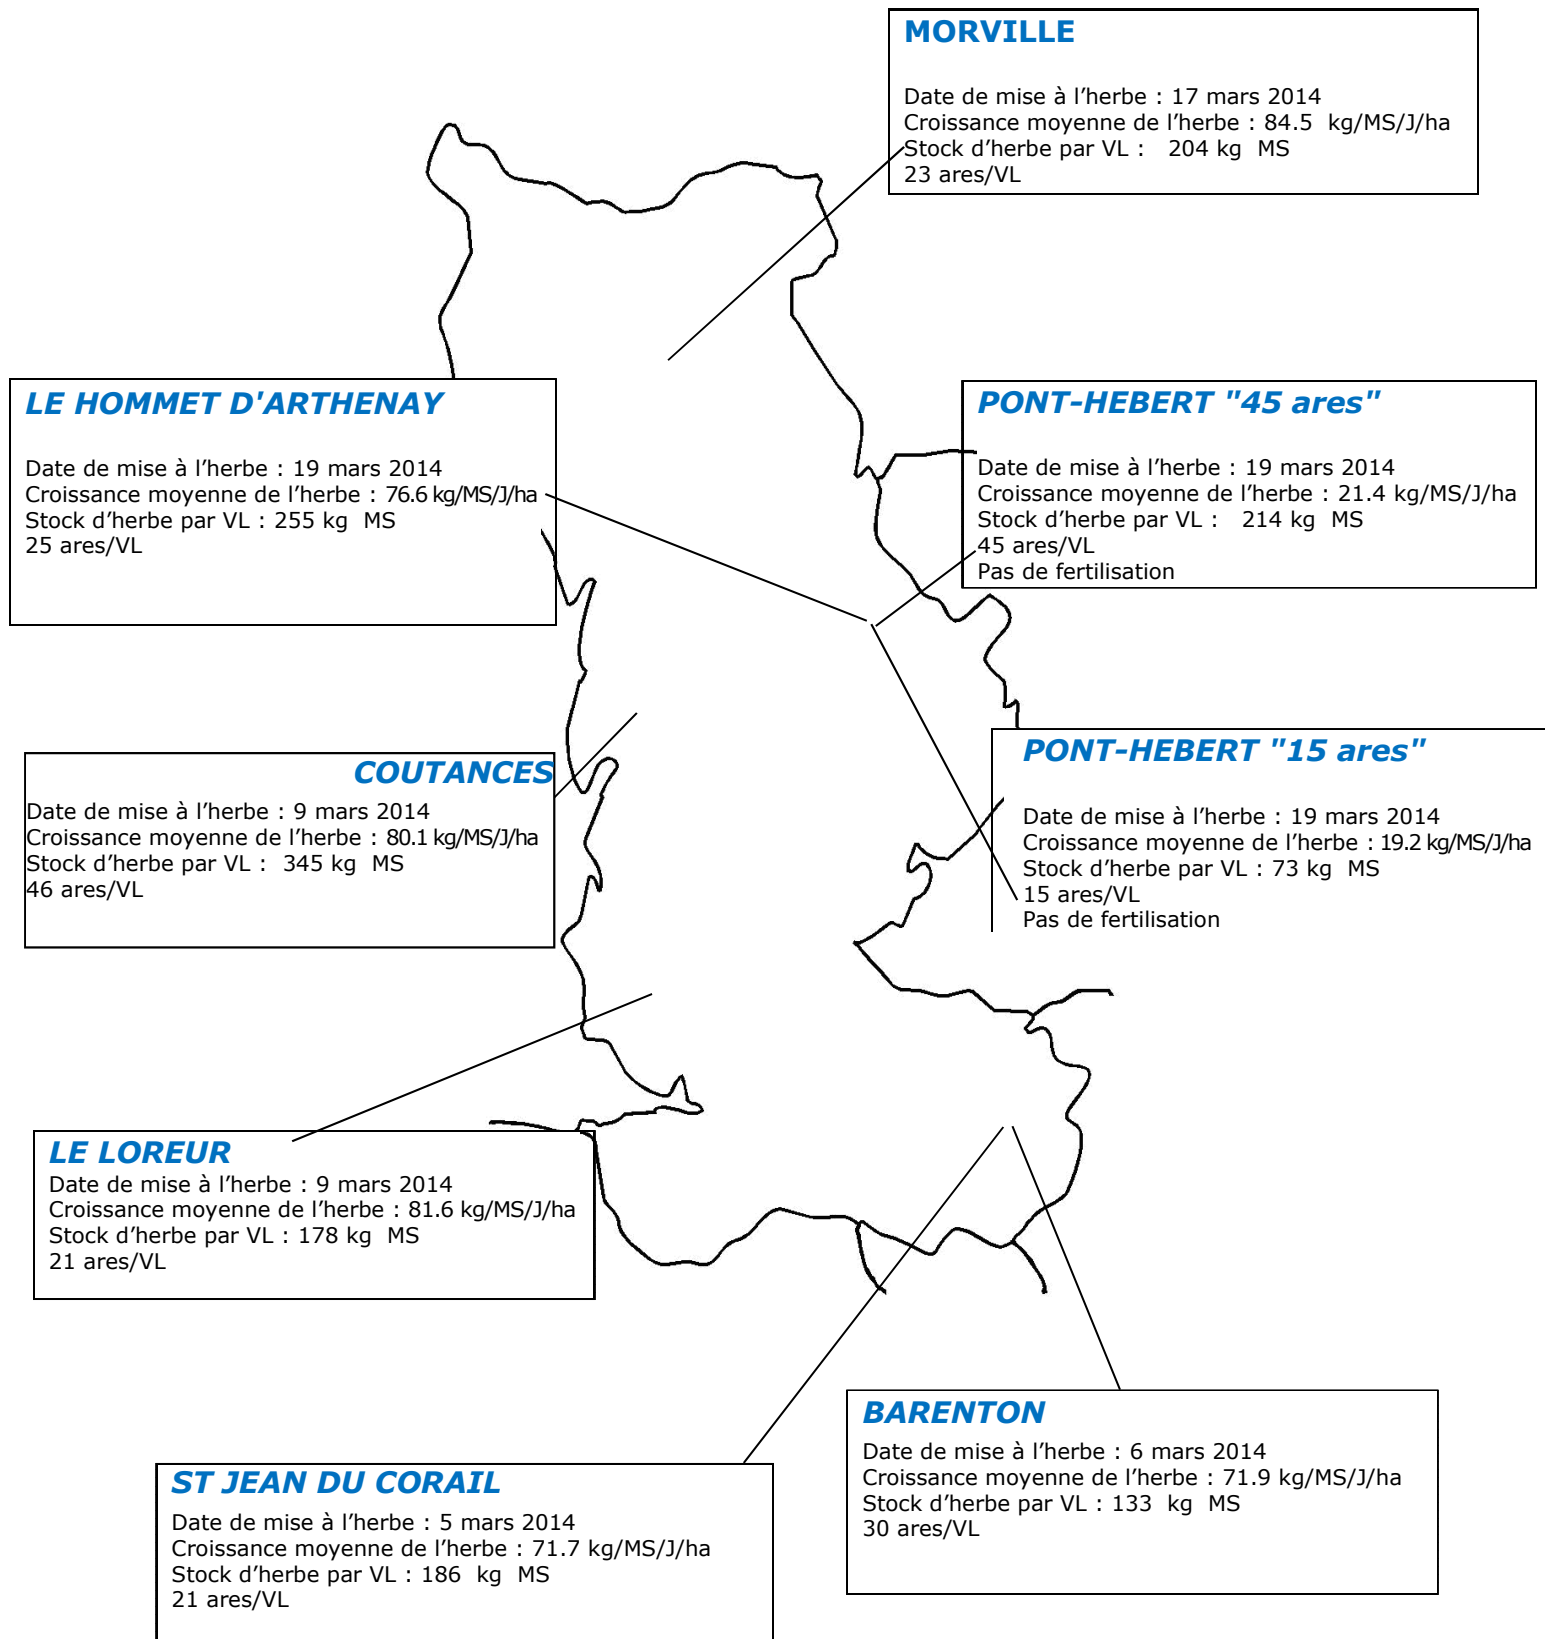 MORVILLE
Date de mise à l’herbe : 17 mars 2014
Croissance moyenne de l’herbe : 84.5 kg/MS/J/ha
Stock d’herbe par VL : 204 kg MS
23 ares/VL
LE HOMMET D'ARTHENAY
Date de mise à l’herbe : 19 mars 2014
Croissance moyenne de l’herbe : 76.6 kg/MS/J/ha
Stock d’herbe par VL : 255 kg MS
25 ares/VL
PONT-HEBERT "45 ares"
Date de mise à l’herbe : 19 mars 2014
Croissance moyenne de l’herbe : 21.4 kg/MS/J/ha
Stock d’herbe par VL : 214 kg MS
45 ares/VL
Pas de fertilisation
COUTANCES
Date de mise à l’herbe : 9 mars 2014
Croissance moyenne de l’herbe : 80.1 kg/MS/J/ha
Stock d’herbe par VL : 345 kg MS
46 ares/VL
PONT-HEBERT "15 ares"
Date de mise à l’herbe : 19 mars 2014
Croissance moyenne de l’herbe : 19.2 kg/MS/J/ha
Stock d’herbe par VL : 73 kg MS
15 ares/VL
Pas de fertilisation
LE LOREUR
Date de mise à l’herbe : 9 mars 2014
Croissance moyenne de l’herbe : 81.6 kg/MS/J/ha
Stock d’herbe par VL : 178 kg MS
21 ares/VL
BARENTON
Date de mise à l’herbe : 6 mars 2014
Croissance moyenne de l’herbe : 71.9 kg/MS/J/ha
Stock d’herbe par VL : 133 kg MS
30 ares/VL
ST JEAN DU CORAIL
Date de mise à l’herbe : 5 mars 2014
Croissance moyenne de l’herbe : 71.7 kg/MS/J/ha
Stock d’herbe par VL : 186 kg MS
21 ares/VL